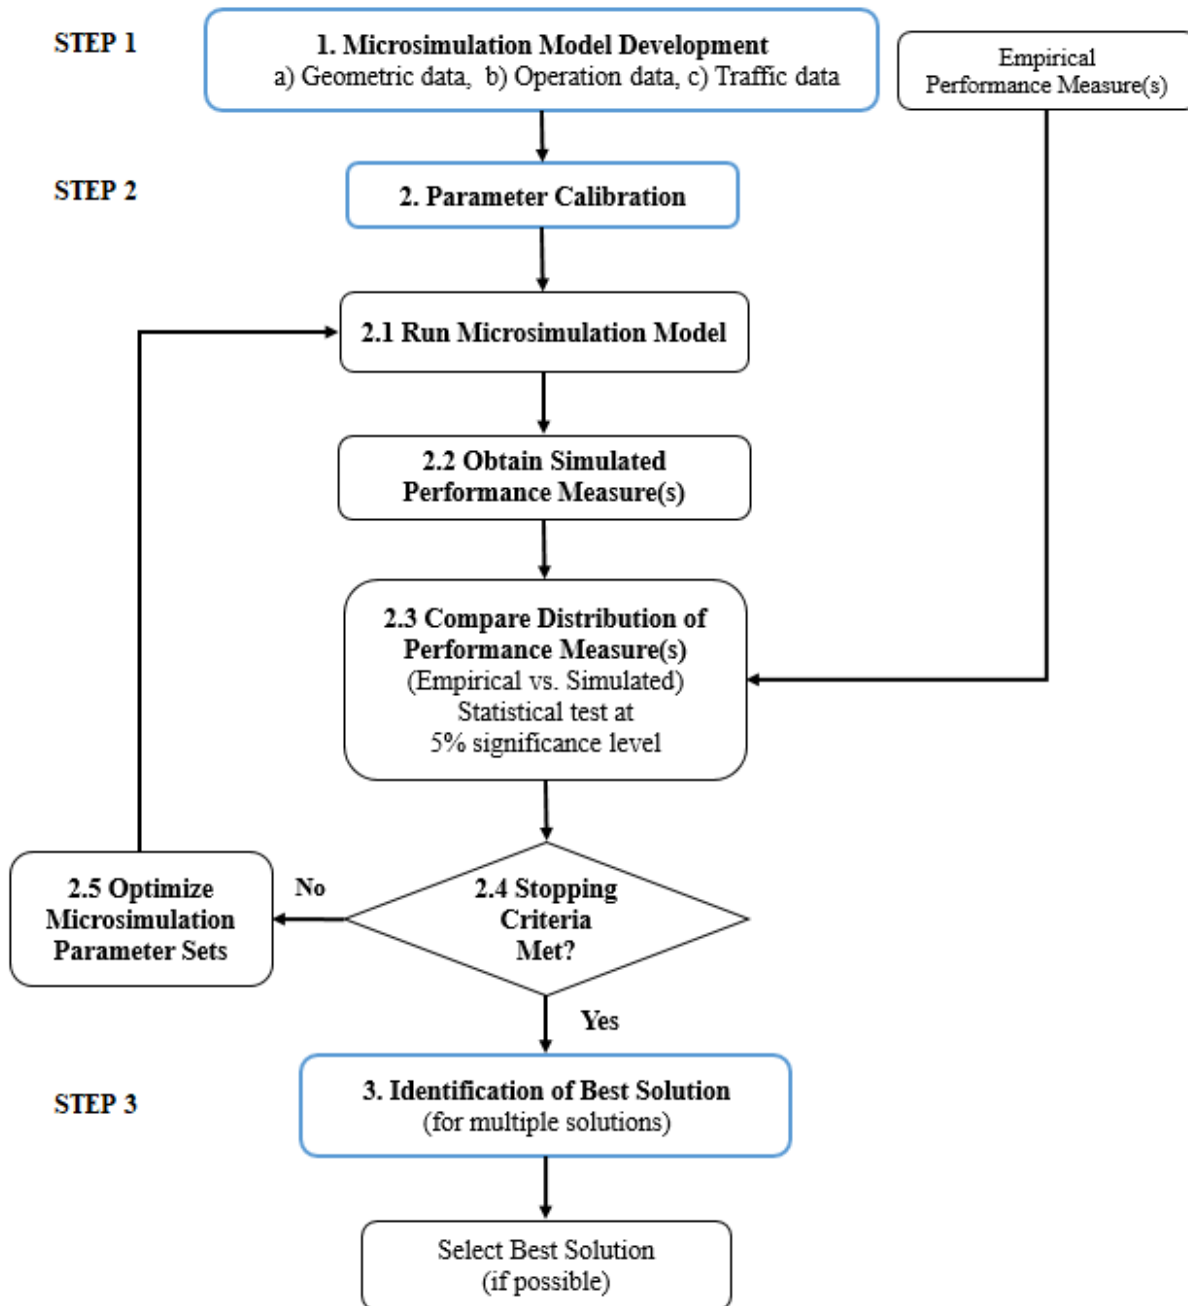 STEP 1
1. Microsimulation Model Development
a) Geometric data, b) Operation data, c) Traffic data
Empirical
Performance Measure(s)
STEP 2
2. Parameter Calibration
2.1 Run Microsimulation Model
2.2 Obtain Simulated
Performance Measure(s)
2.3 Compare Distribution of
Performance Measure(s)
(Empirical vs. Simulated)
Statistical test at
5% significance level
2.4 Stopping
Criteria
Met?
No
2.5 Optimize
Microsimulation
Parameter Sets
Yes
STEP 3
3. Identification of Best Solution
(for multiple solutions)
Select Best Solution
(if possible)